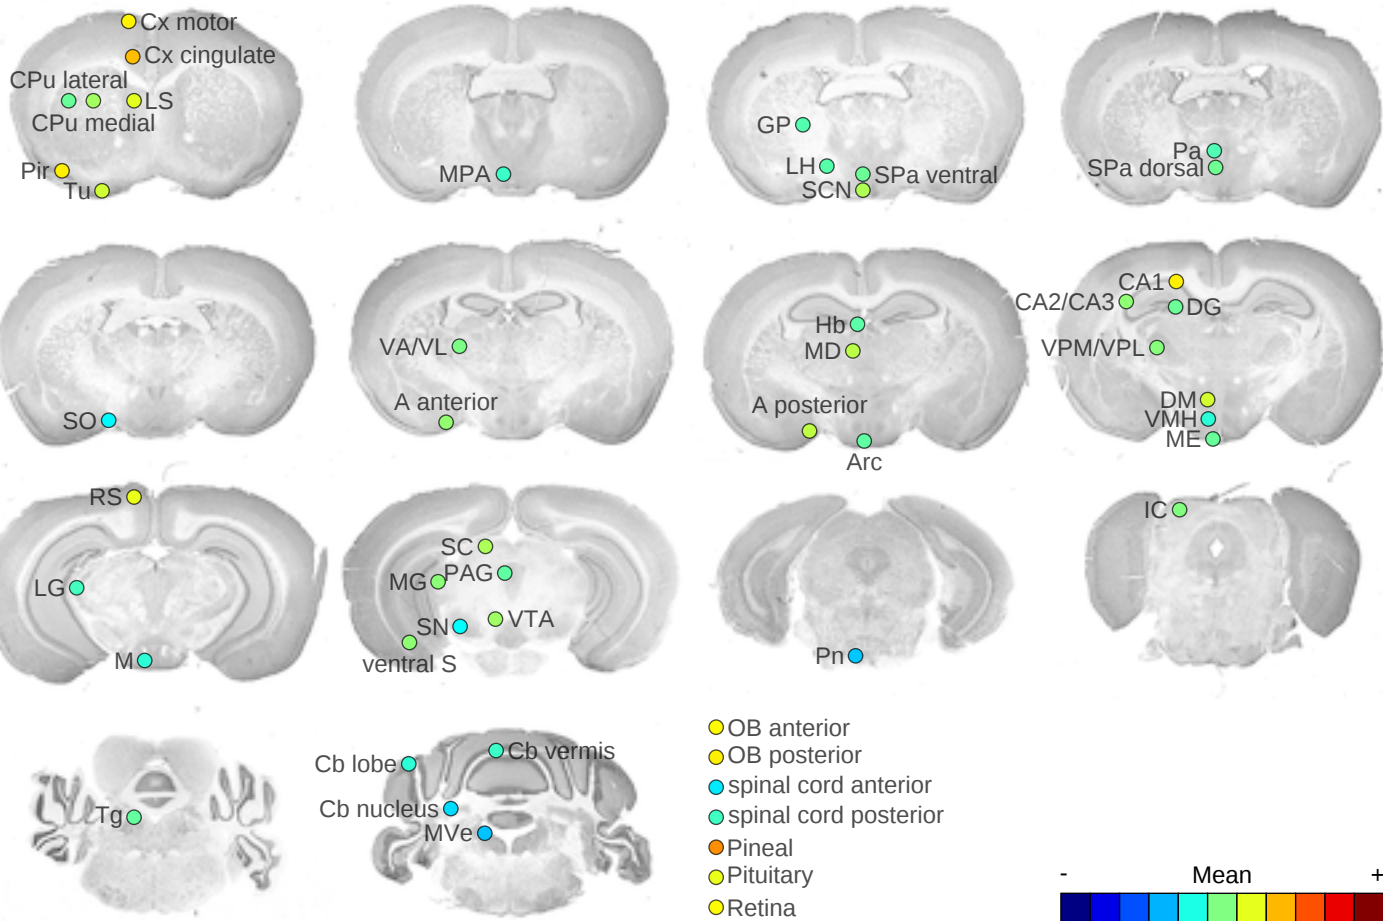 Cx motor
Cx cingulate
CPu lateral
LS
CPu medial
Pir
Tu
MPA
GP
LH
SPa ventral
SCN
Pa
SPa dorsal
SO
VA/VL
A anterior
Hb
MD
A posterior
Arc
CA1
CA2/CA3
DG
VPM/VPL
DM
VMH
ME
RS
LG
M
SC
MG
PAG
SN
VTA
ventral S
Pn
IC
Tg
Cb lobe
Cb vermis
Cb nucleus
MVe
OB anterior
OB posterior
spinal cord anterior
spinal cord posterior
Pineal
Pituitary
Retina
- Mean +